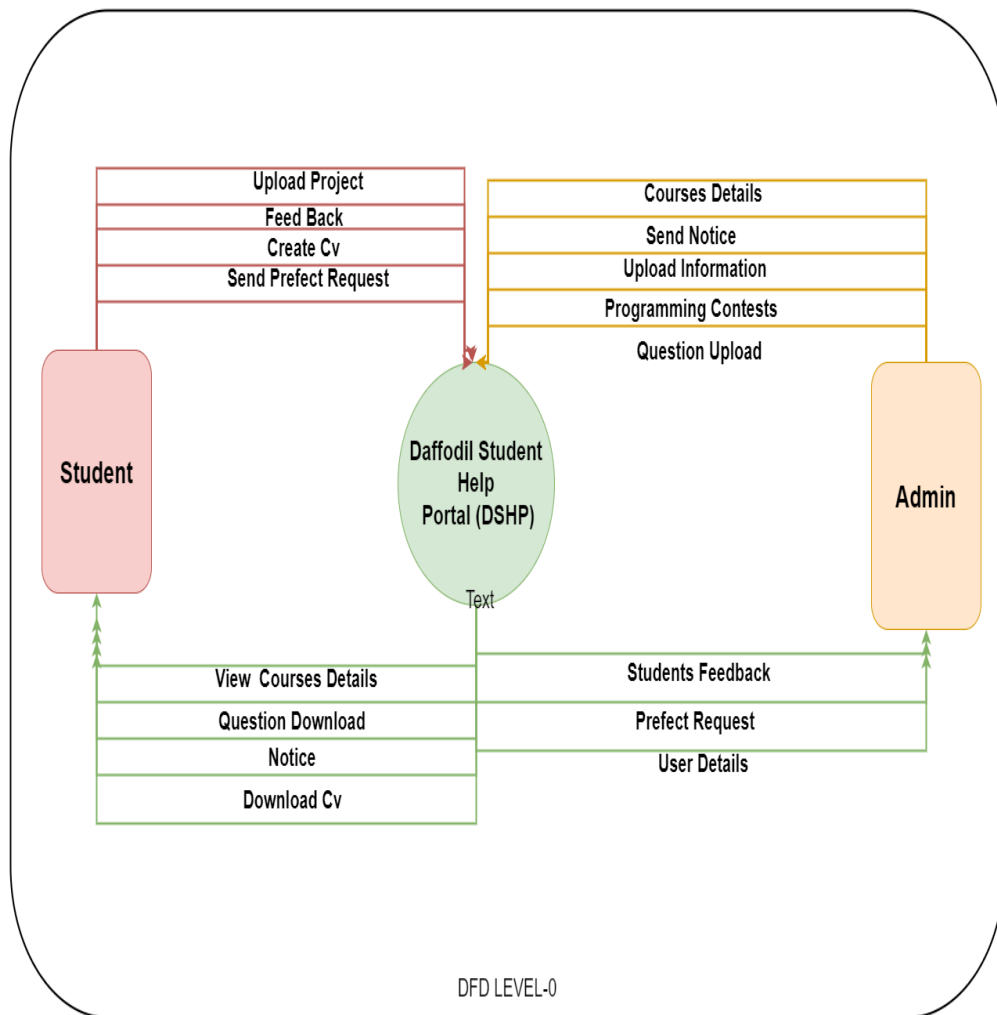 Upload Project
Feed Back
Create Cv
Send Prefect Request
Courses Details
Send Notice
Upload Information
Programming Contests
Question Upload
Student
Daffodil Student
Help
Portal (DSHP)
Admin
Text
View Courses Details
Question Download
Notice
Download Cv
Students Feedback
Prefect Request
User Details
DFD LEVEL-0